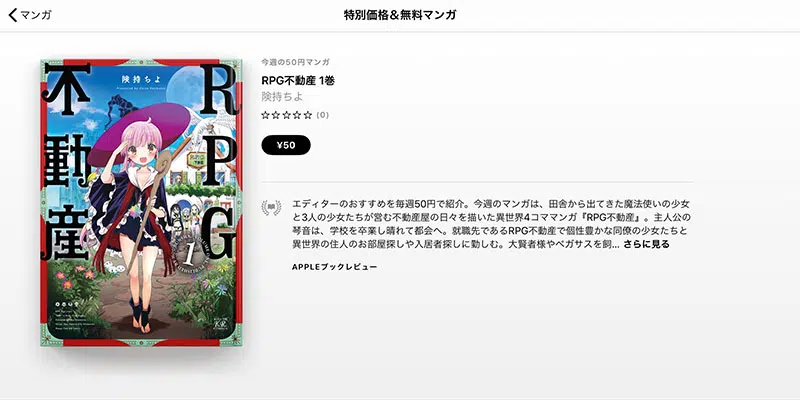 マンガ
特別価格＆無料マンガ
今週の50円マンガ
RPG不動産 1巻
険持ちよ
(0)
¥50
エディターのおすすめを毎週50円で紹介。今週のマンガは、田舎から出てきた魔法使いの少女
と3人の少女たちが営む不動産屋の日々を描いた異世界4コママンガ『RPG不動産』。主人公の
琴音は、学校を卒業し晴れて都会へ。就職先であるRPG不動産で個性豊かな同僚の少女たちと
異世界の住人のお部屋探しや入居者探しに勤しむ。大賢者様やペガサスを飼... さらに見る
APPLEブックレビュー
RPG
不動産
険持ちよ
RPG
1